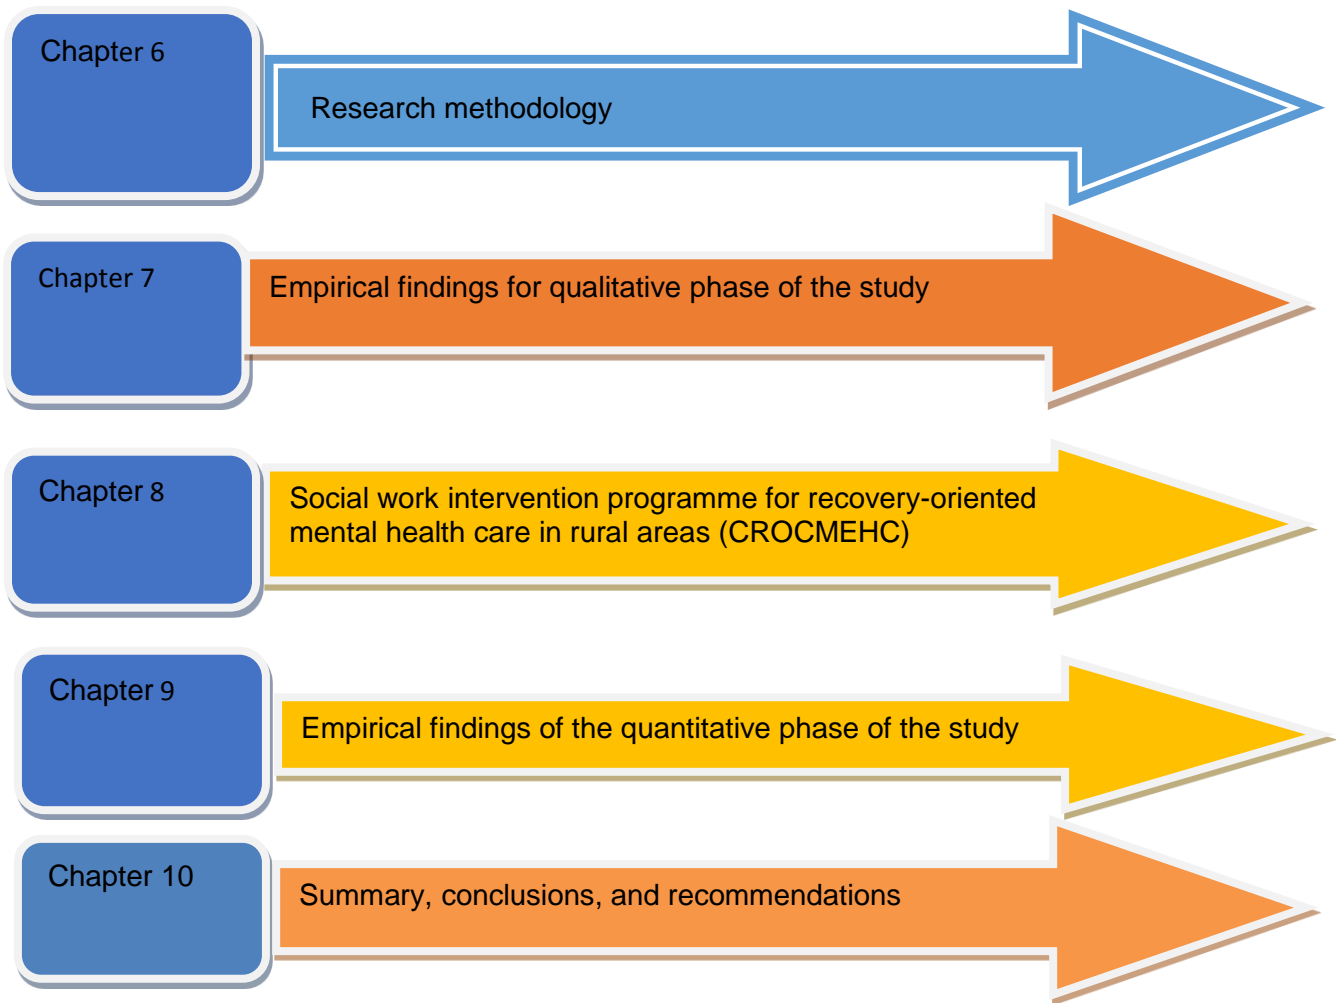 Chapter 6
Research methodology
Chapter 7
Empirical findings for qualitative phase of the study
Chapter 8
Social work intervention programme for recovery-oriented
mental health care in rural areas (CROCMEHC)
Chapter 9
Empirical findings of the quantitative phase of the study
Chapter 10
Summary, conclusions, and recommendations